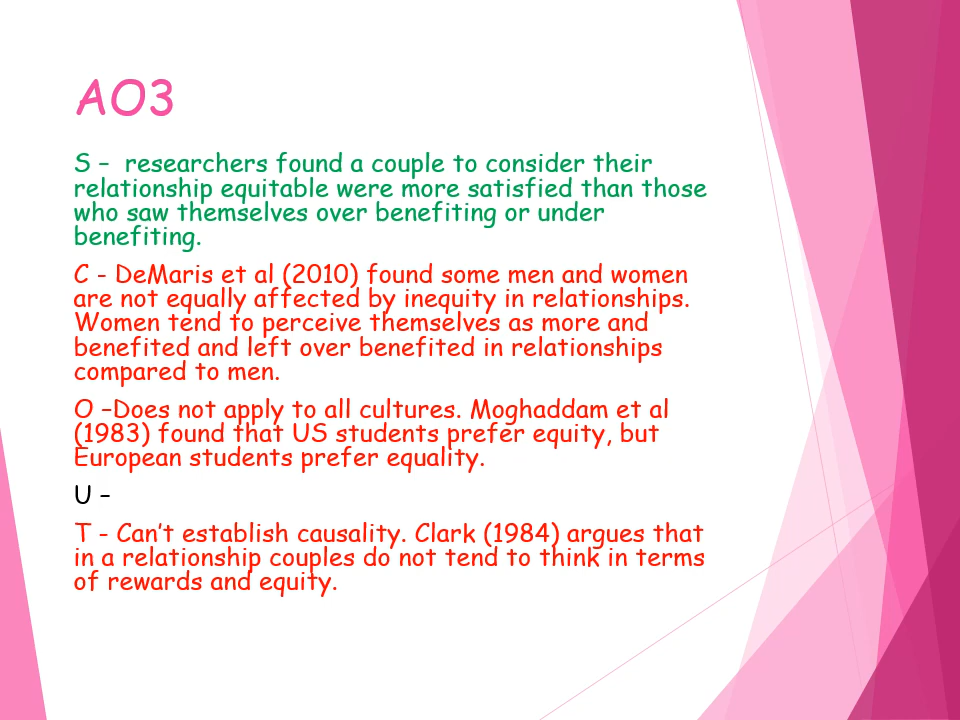 AO3
S –  researchers found a couple to consider their
relationship equitable were more satisfied than those
who saw themselves over benefiting or under
benefiting.
C - DeMaris et al (2010) found some men and women
are not equally affected by inequity in relationships.
Women tend to perceive themselves as more and
benefited and left over benefited in relationships
compared to men.
O –Does not apply to all cultures. Moghaddam et al
(1983) found that US students prefer equity, but
European students prefer equality.
U –
T - Can’t establish causality. Clark (1984) argues that
in a relationship couples do not tend to think in terms
of rewards and equity.